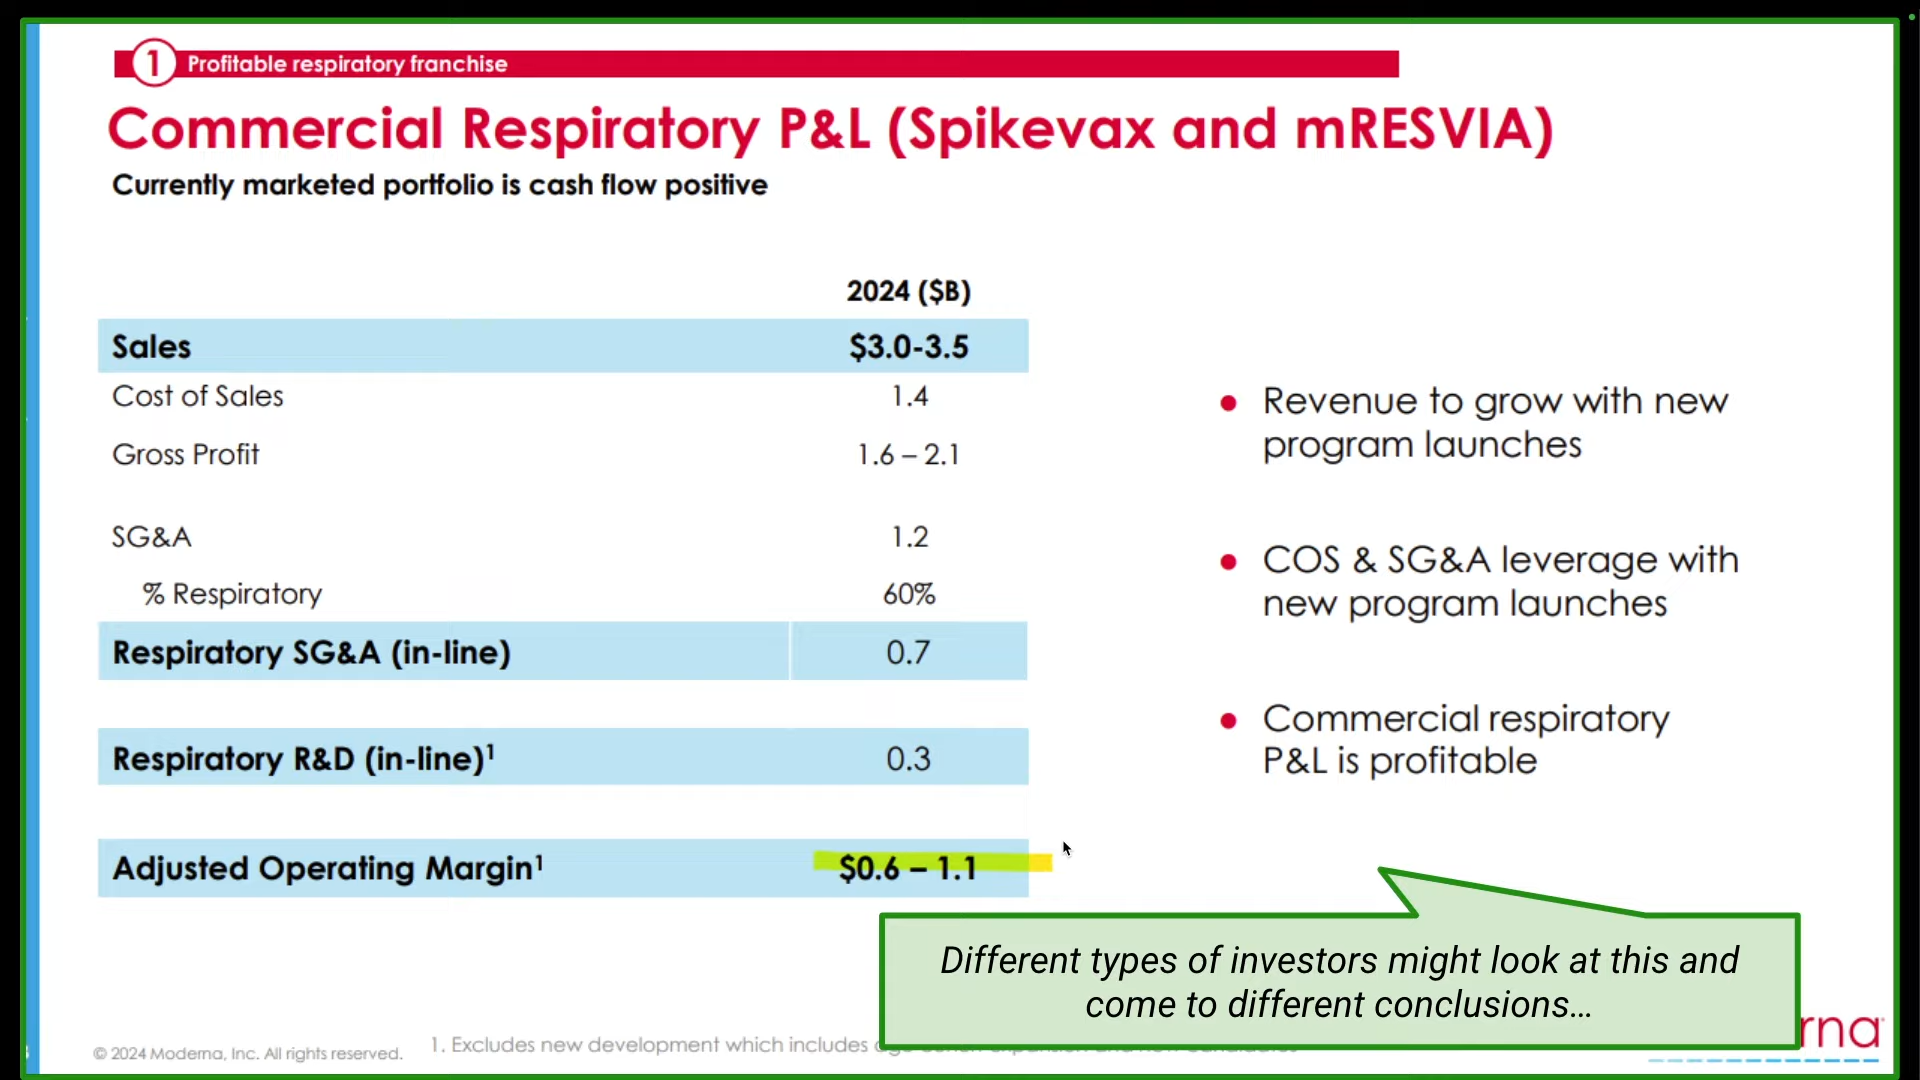 1 Profitable respiratory franchise
Commercial Respiratory P&L (Spikevax and mRESVIA)
Currently marketed portfolio is cash flow positive
2024 ($B)
Sales $3.0-3.5
Cost of Sales 1.4
Gross Profit 1.6 – 2.1
SG&A 1.2
% Respiratory 60%
Respiratory SG&A (in-line) 0.7
Respiratory R&D (in-line)¹ 0.3
Adjusted Operating Margin¹ $0.6 – 1.1
● Revenue to grow with new
program launches
● COS & SG&A leverage with
new program launches
● Commercial respiratory
P&L is profitable
Different types of investors might look at this and
come to different conclusions…
© 2024 Moderna, Inc. All rights reserved.
1. Excludes new development which includes
rna